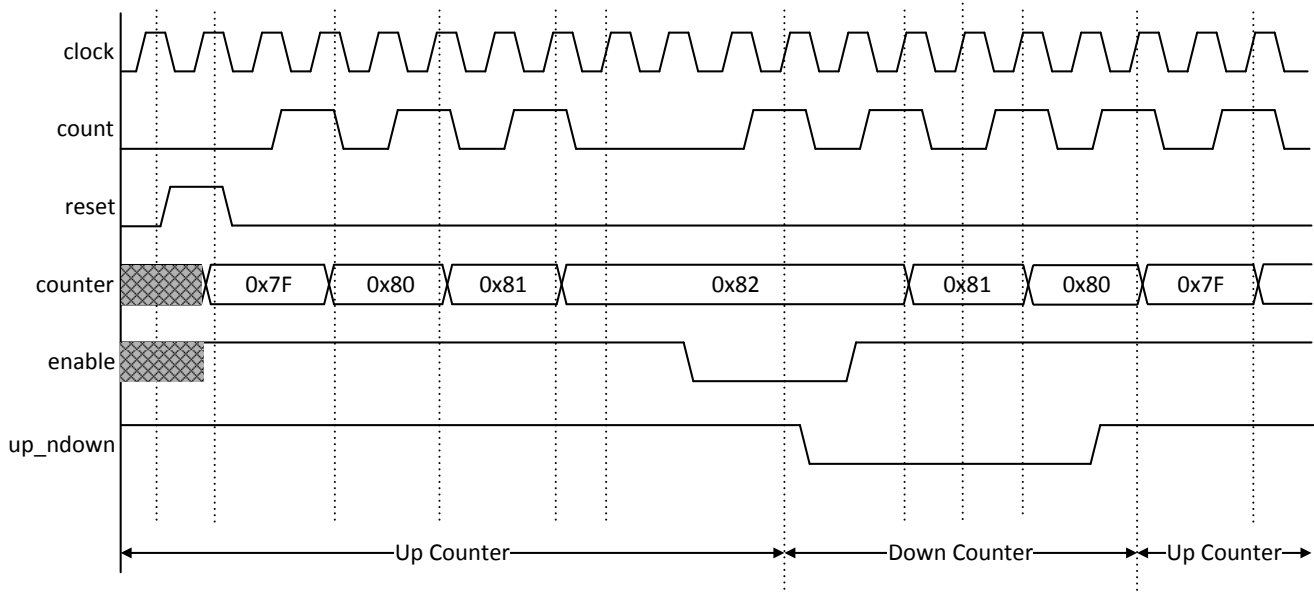 clock
count
reset
counter 0x7F 0x80 0x81 0x82 0x81 0x80 0x7F
enable
up_ndown
Up Counter Down Counter Up Counter